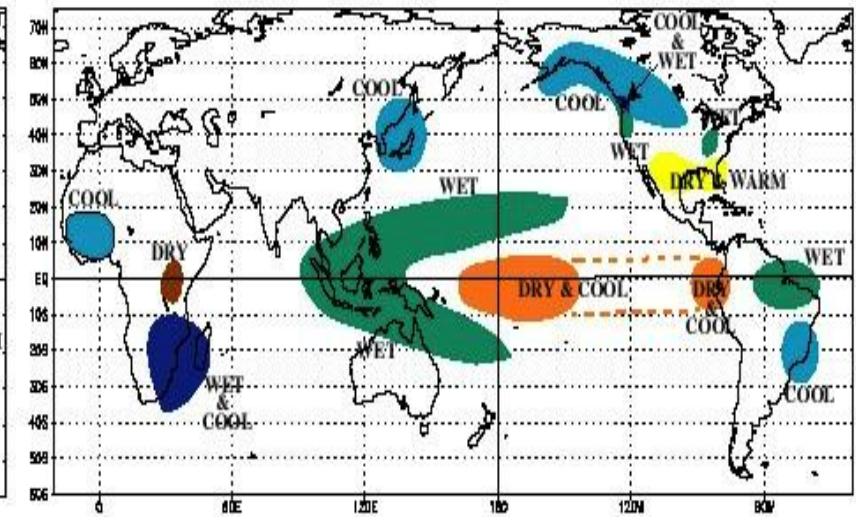 COOL
&
WET
70N
60N
50N
40N
30N
20N
10N
EQ
10S
20S
30S
40S
50S
60S
COOL
COOL
WET
WET
DRY & WARM
WET
COOL
DRY
WET
DRY & COOL
DRY
&
COOL
WET
WET
&
COOL
COOL
0
60E
120E
180
120W
60W